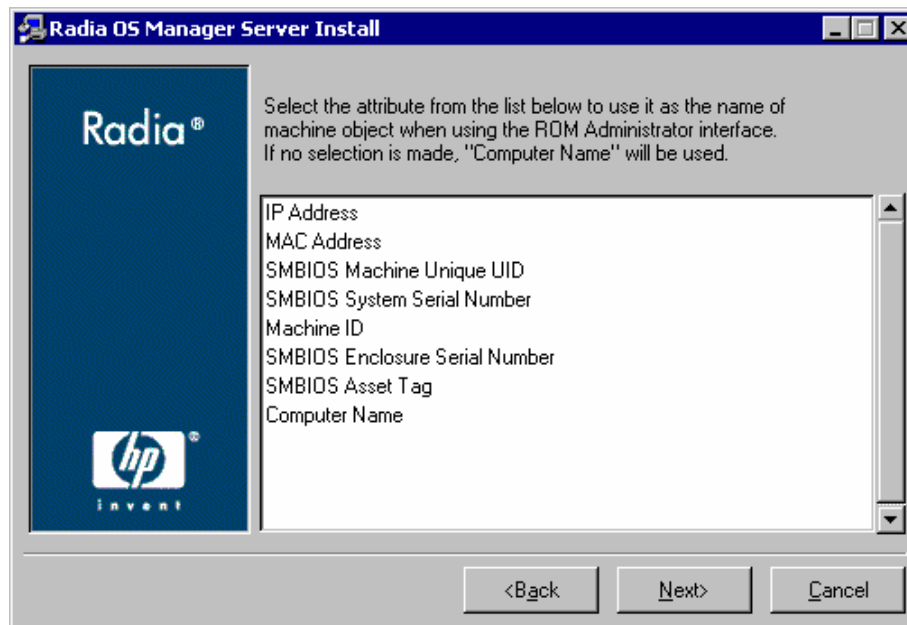 Radia OS Manager Server Install
Radia®
Select the attribute from the list below to use it as the name of
machine object when using the ROM Administrator interface.
If no selection is made, "Computer Name" will be used.
IP Address
MAC Address
SMBIOS Machine Unique UID
SMBIOS System Serial Number
Machine ID
SMBIOS Enclosure Serial Number
SMBIOS Asset Tag
Computer Name
hp®
invent
<Back
Next>
Cancel